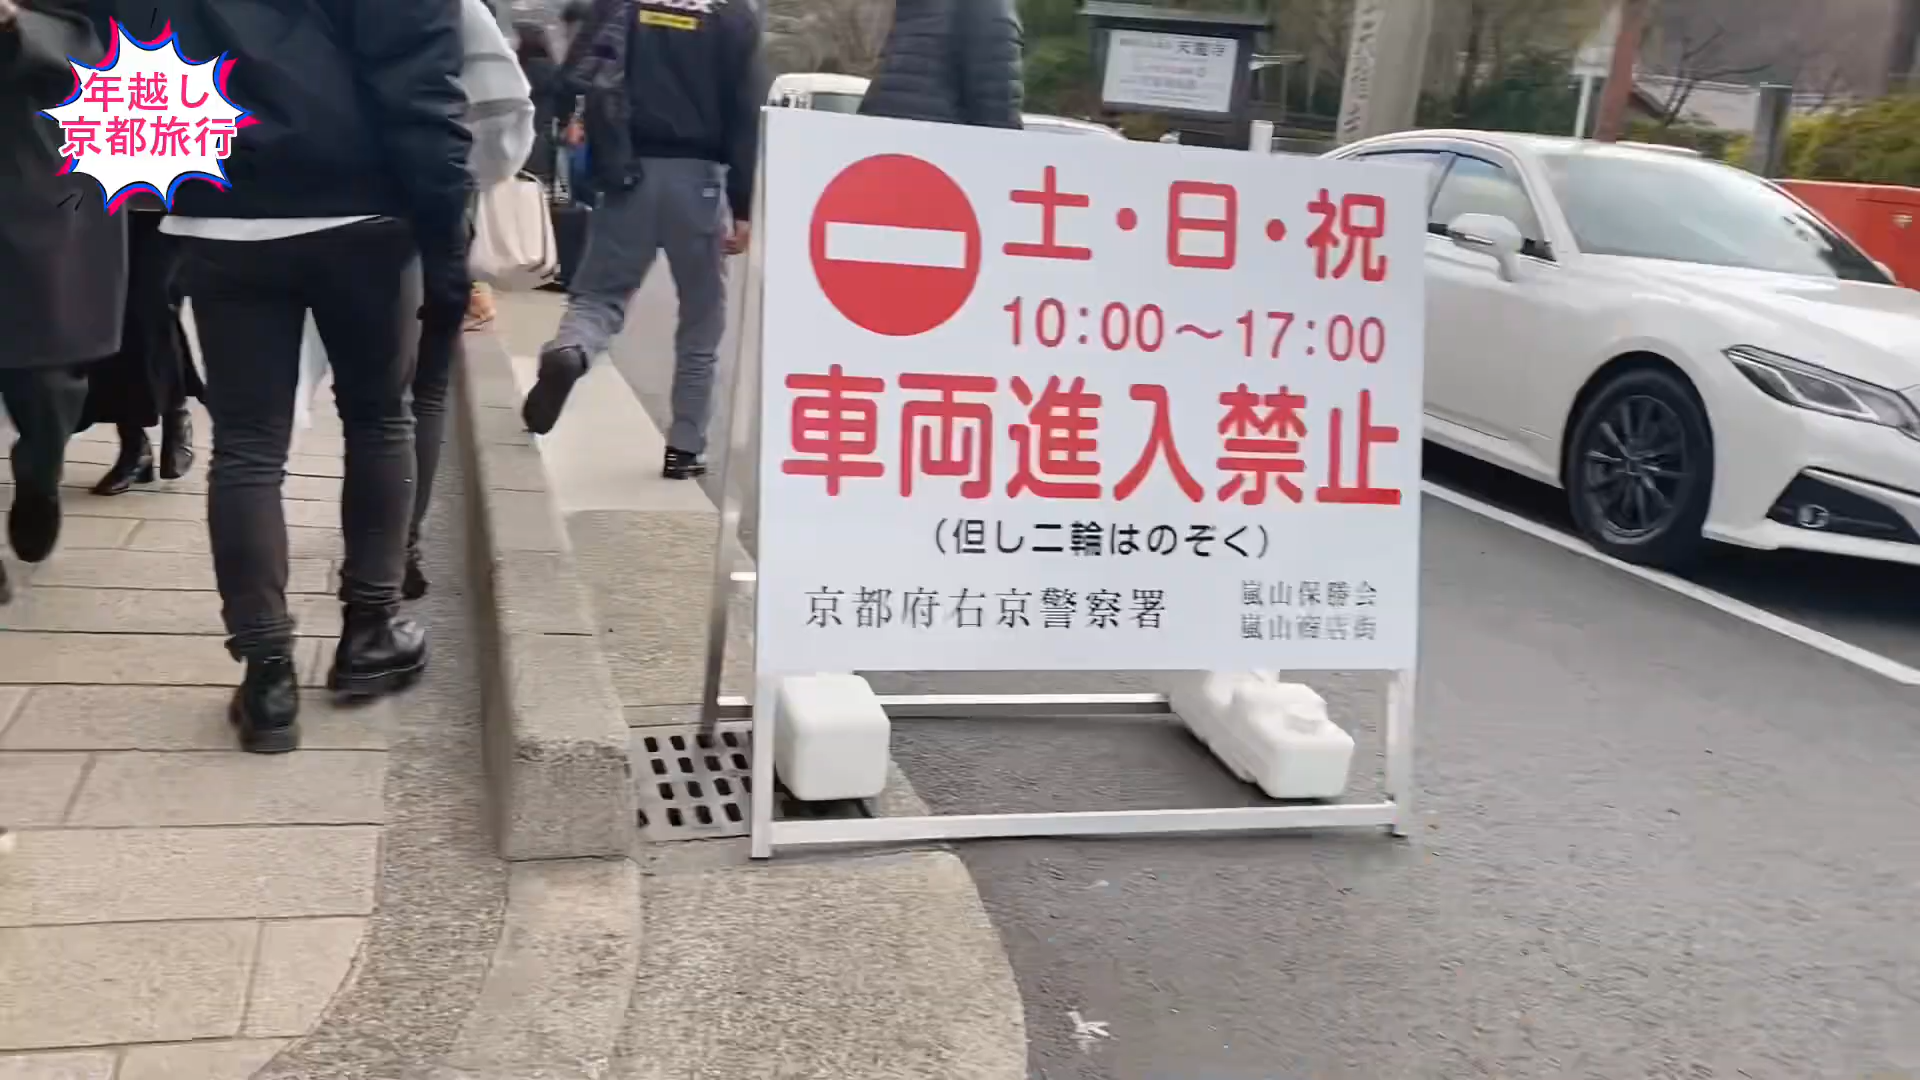 年越し
京都旅行
天龍寺
土・日・祝
10:00～17:00
車両進入禁止
(但し二輪はのぞく)
京都府右京警察署
嵐山保勝会
嵐山商店街